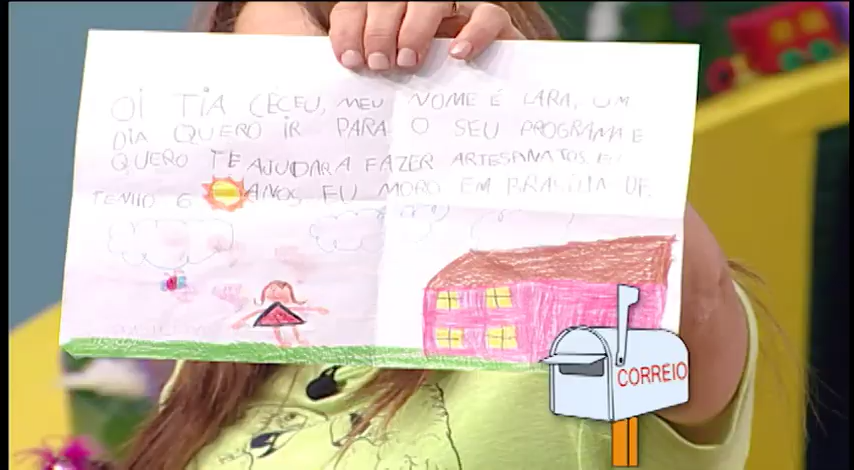 OI TIA CECEU, MEU NOME É LARA, UM
DIA QUERO IR PARA O SEU PROGRAMA E
QUERO TE AJUDAR A FAZER ARTESANATOS. EU
TENHO 6 ANOS EU MORO EM BRASILIA DF.
CORREIO